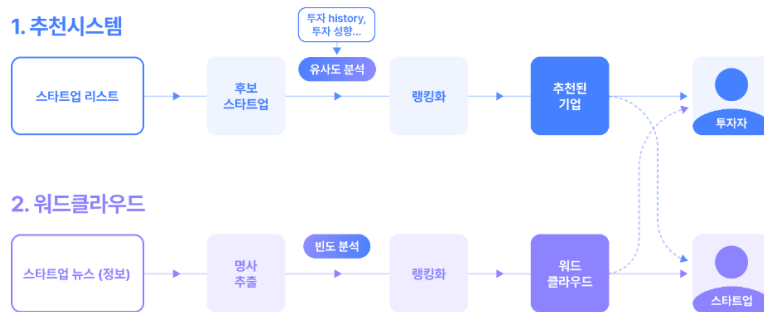 1. 추천시스템
투자 history,
투자 성향...
유사도 분석
스타트업 리스트
후보
스타트업
랭킹화
추천된
기업
투자자
2. 워드클라우드
빈도 분석
스타트업 뉴스 (정보)
명사
추출
랭킹화
워드
클라우드
스타트업